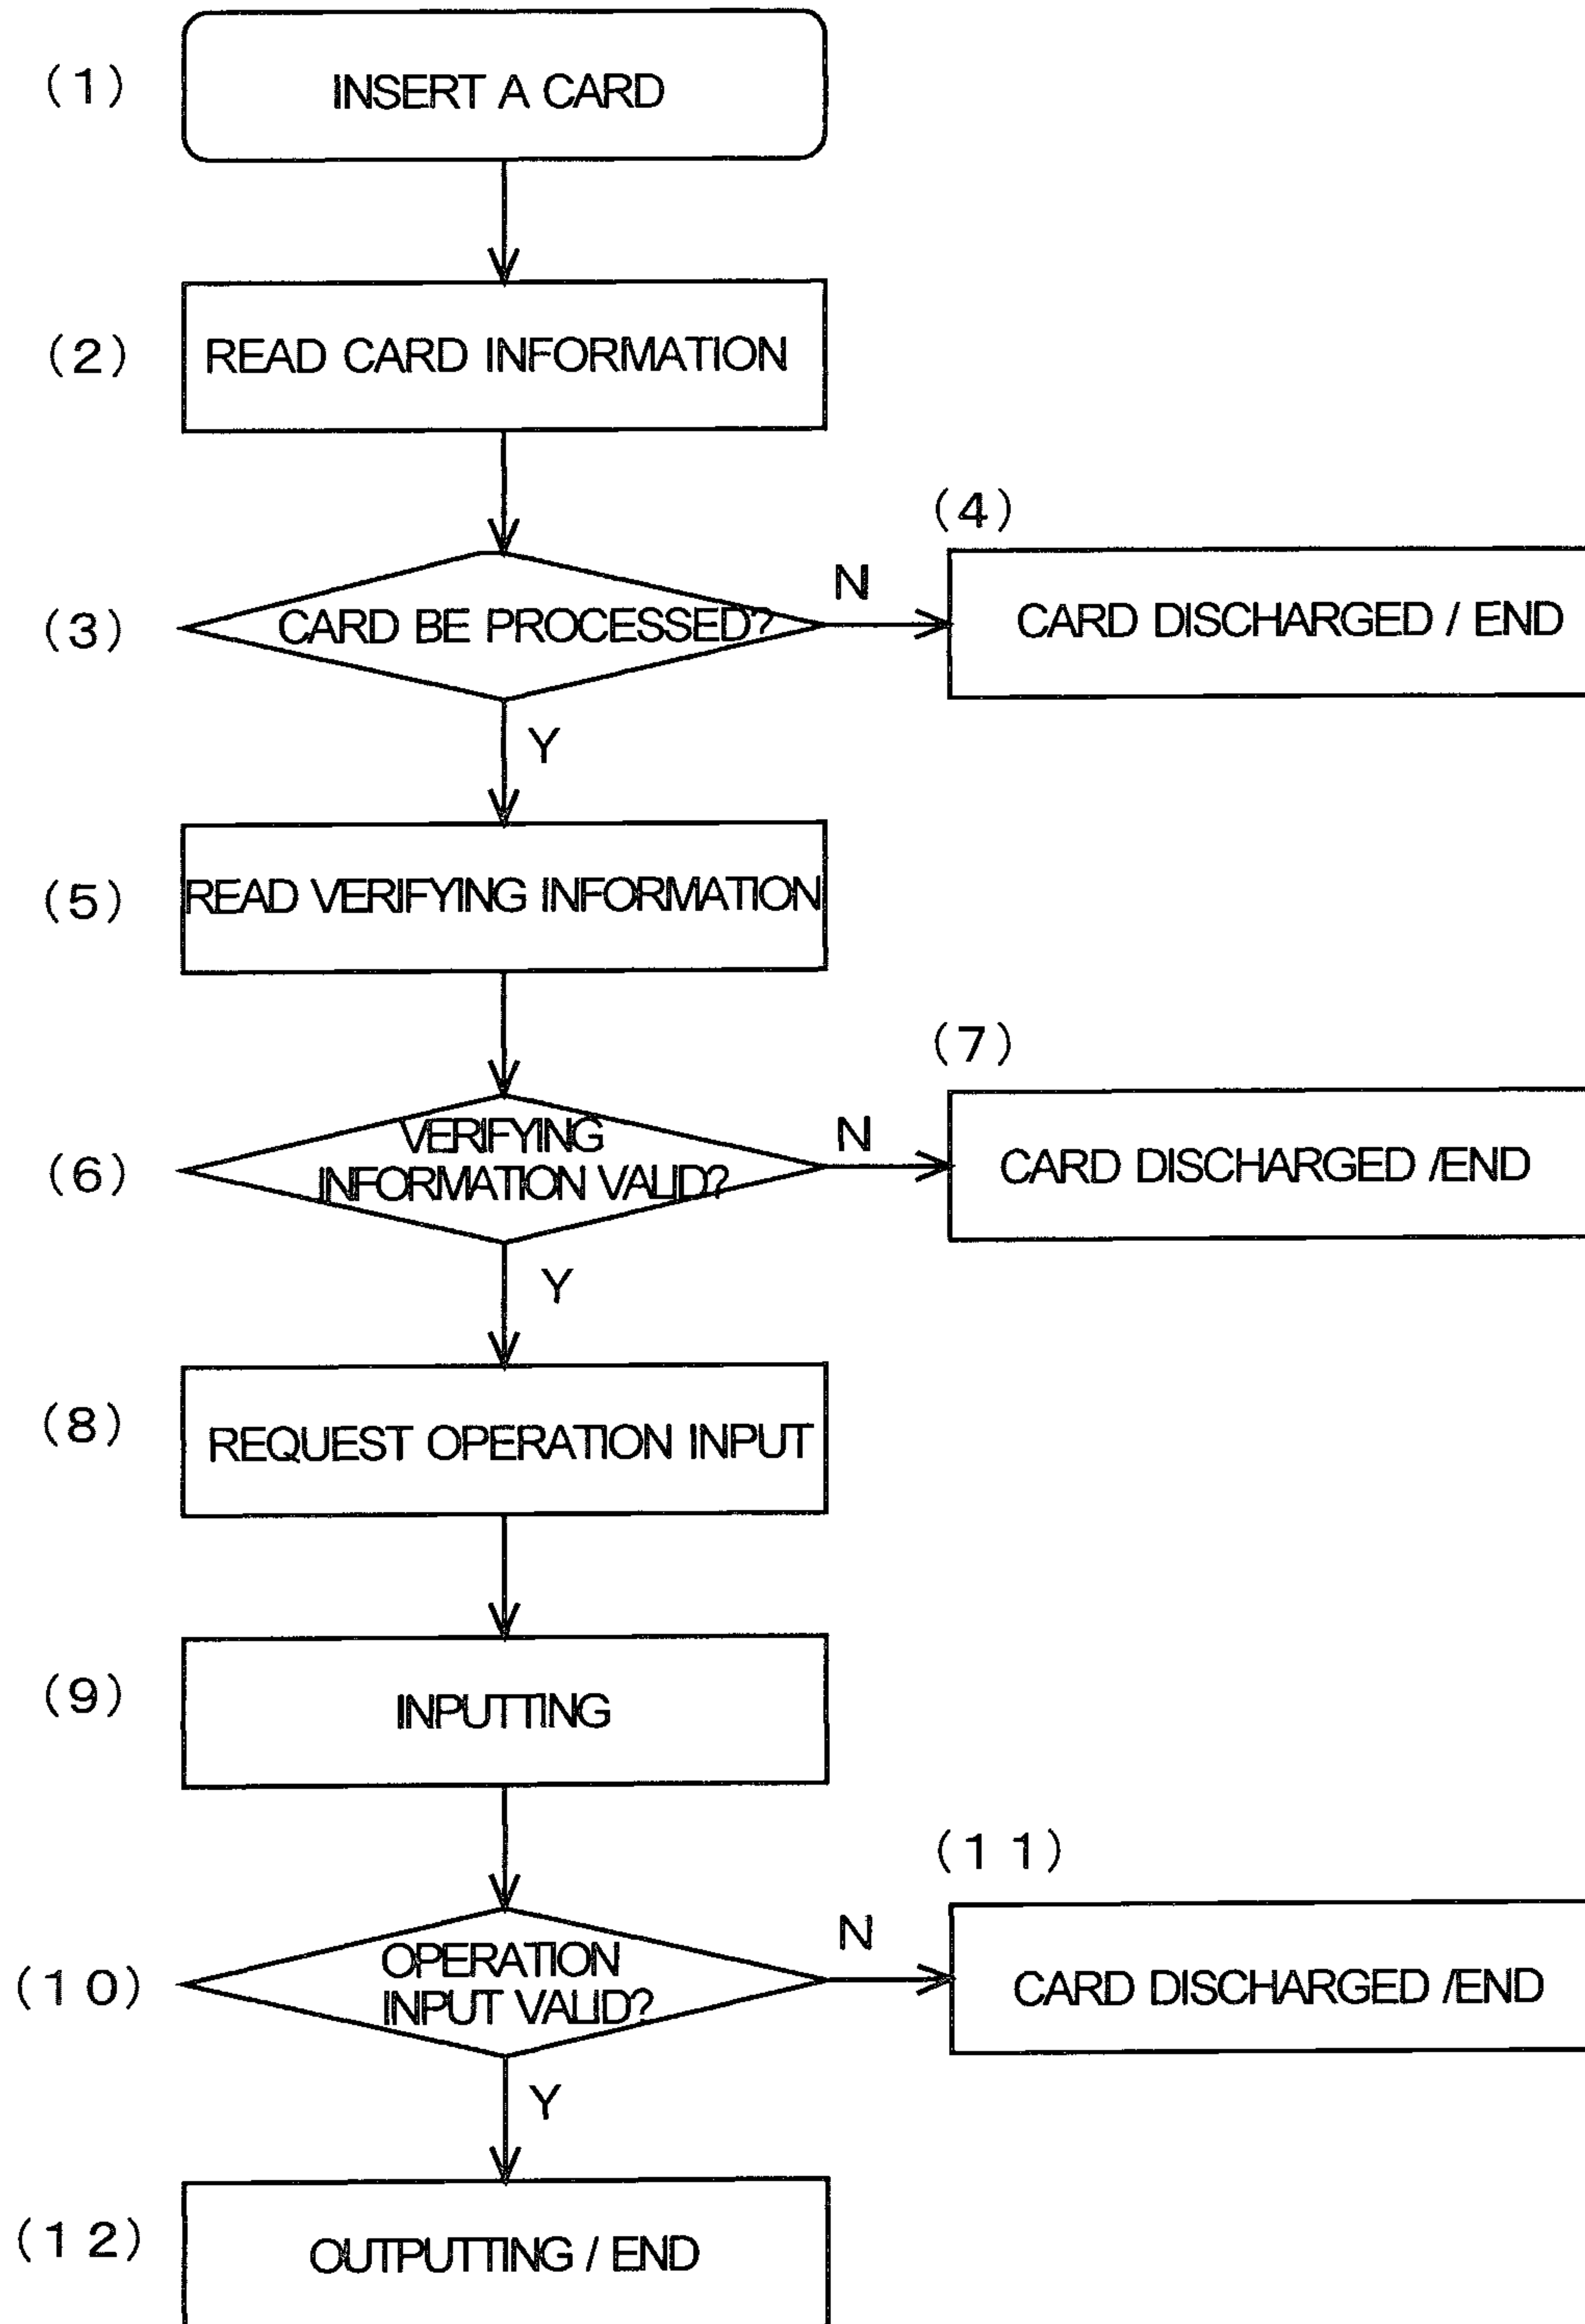 (1)
INSERT A CARD
(2)
READ CARD INFORMATION
(3)
CARD BE PROCESSED?
N
(4)
CARD DISCHARGED / END
Y
(5)
READ VERIFYING INFORMATION
(6)
VERIFYING
INFORMATION VALID?
N
(7)
CARD DISCHARGED /END
Y
(8)
REQUEST OPERATION INPUT
(9)
INPUTTING
(10)
OPERATION
INPUT VALID?
N
(11)
CARD DISCHARGED /END
Y
(12)
OUTPUTTING / END